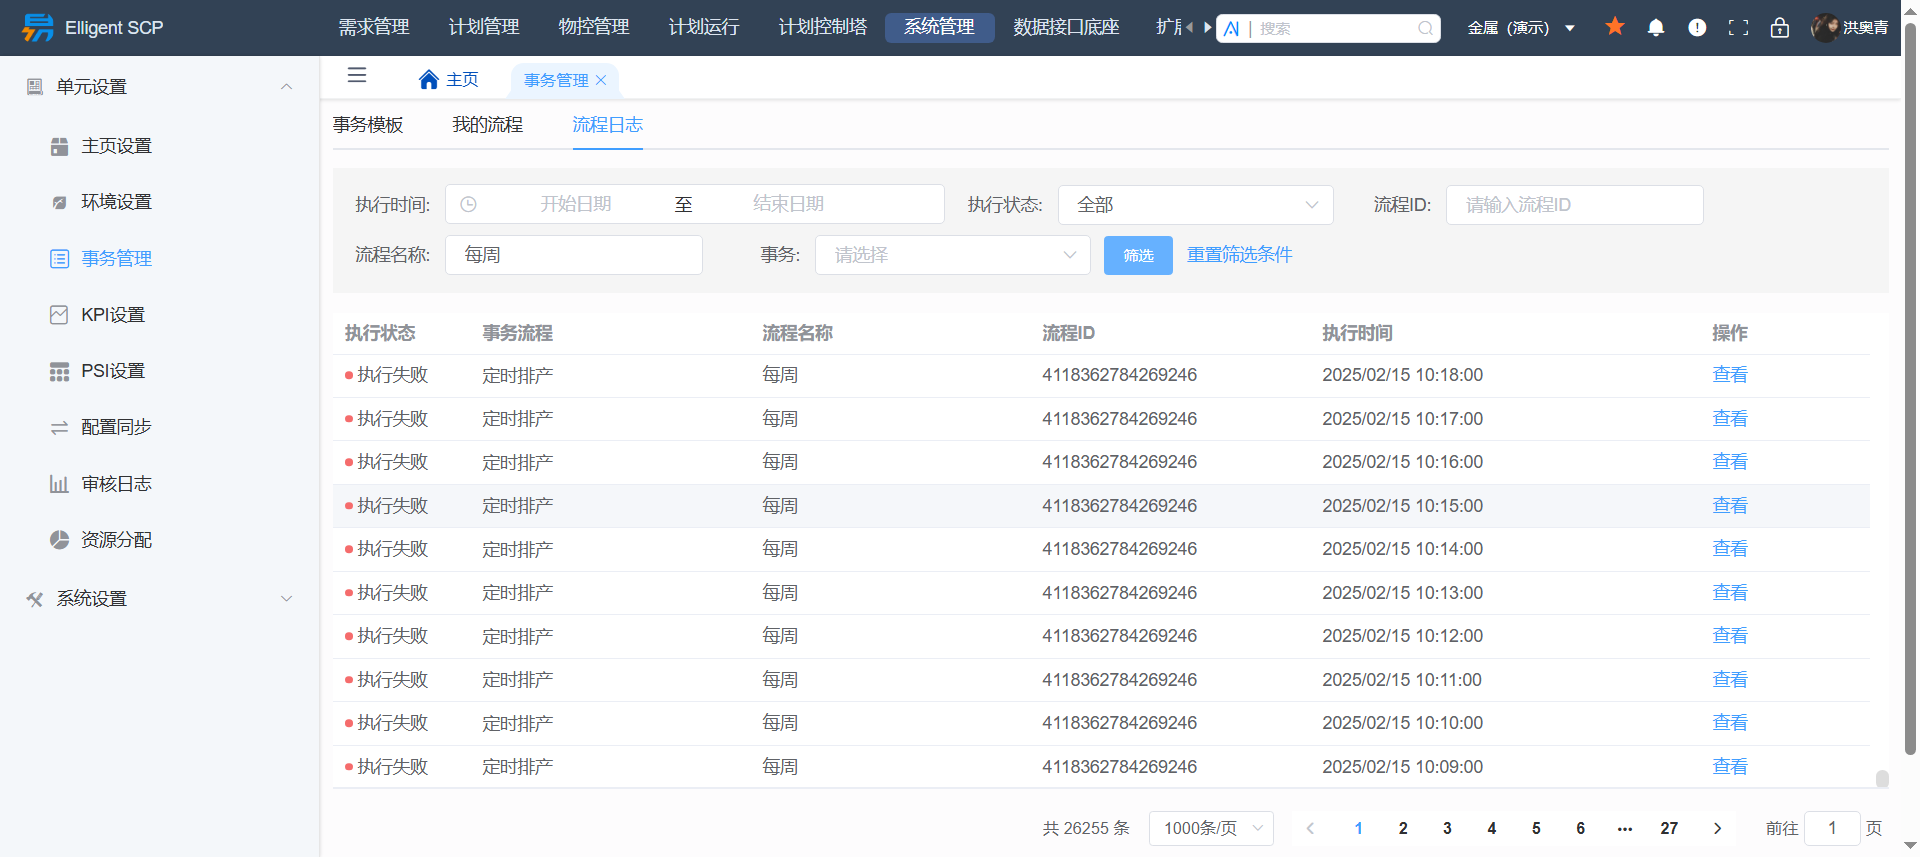 Elligent SCP
需求管理 计划管理 物控管理 计划运行 计划控制塔 系统管理 数据接口底座 AI | 搜索 金属 (演示) 洪奥青
单元设置
主页设置
环境设置
事务管理
KPI设置
PSI设置
配置同步
审核日志
资源分配
系统设置
主页 事务管理
事务模板 我的流程 流程日志
执行时间: 开始日期 至 结束日期 执行状态: 全部 流程ID: 请输入流程ID
流程名称: 每周 事务: 请选择 筛选 重置筛选条件
执行状态 事务流程 流程名称 流程ID 执行时间 操作
执行失败 定时排产 每周 4118362784269246 2025/02/15 10:18:00 查看
执行失败 定时排产 每周 4118362784269246 2025/02/15 10:17:00 查看
执行失败 定时排产 每周 4118362784269246 2025/02/15 10:16:00 查看
执行失败 定时排产 每周 4118362784269246 2025/02/15 10:15:00 查看
执行失败 定时排产 每周 4118362784269246 2025/02/15 10:14:00 查看
执行失败 定时排产 每周 4118362784269246 2025/02/15 10:13:00 查看
执行失败 定时排产 每周 4118362784269246 2025/02/15 10:12:00 查看
执行失败 定时排产 每周 4118362784269246 2025/02/15 10:11:00 查看
执行失败 定时排产 每周 4118362784269246 2025/02/15 10:10:00 查看
执行失败 定时排产 每周 4118362784269246 2025/02/15 10:09:00 查看
共 26255 条 1000条/页 1 2 3 4 5 6 ••• 27 前往 1 页